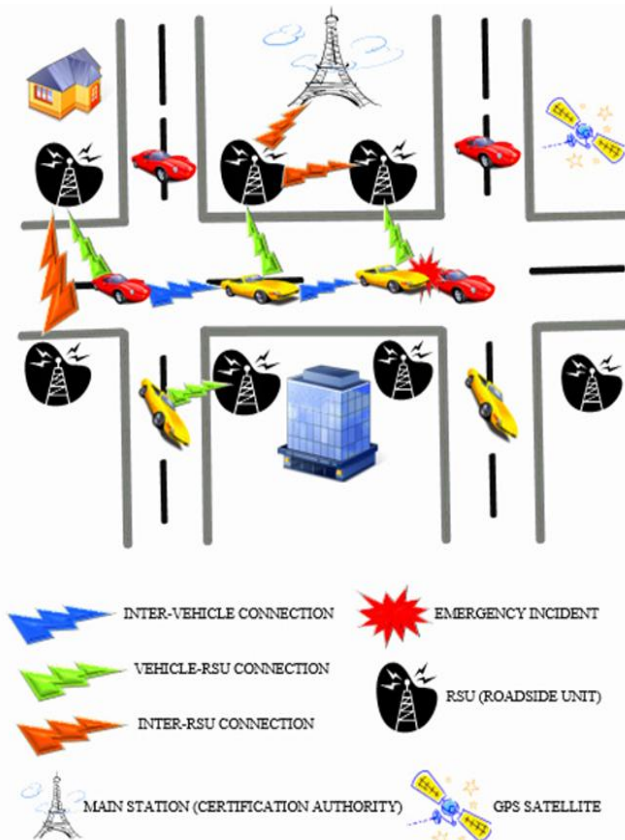 INTER-VEHICLE CONNECTION
EMERGENCY INCIDENT
VEHICLE-RSU CONNECTION
RSU (ROADSIDE UNIT)
INTER-RSU CONNECTION
MAIN STATION (CERTIFICATION AUTHORITY)
GPS SATELLITE